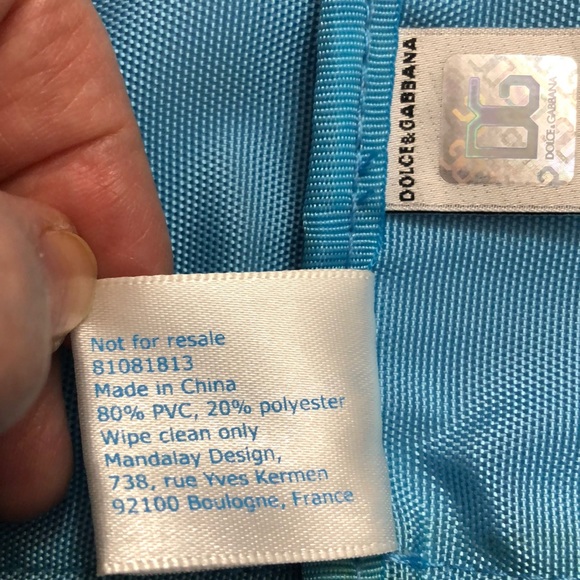 DOLCE&GABBANA
DG
DOLCE&GABBANA
Not for resale
81081813
Made in China
80% PVC, 20% polyester
Wipe clean only
Mandalay Design,
738, rue Yves Kermen
92100 Boulogne, France